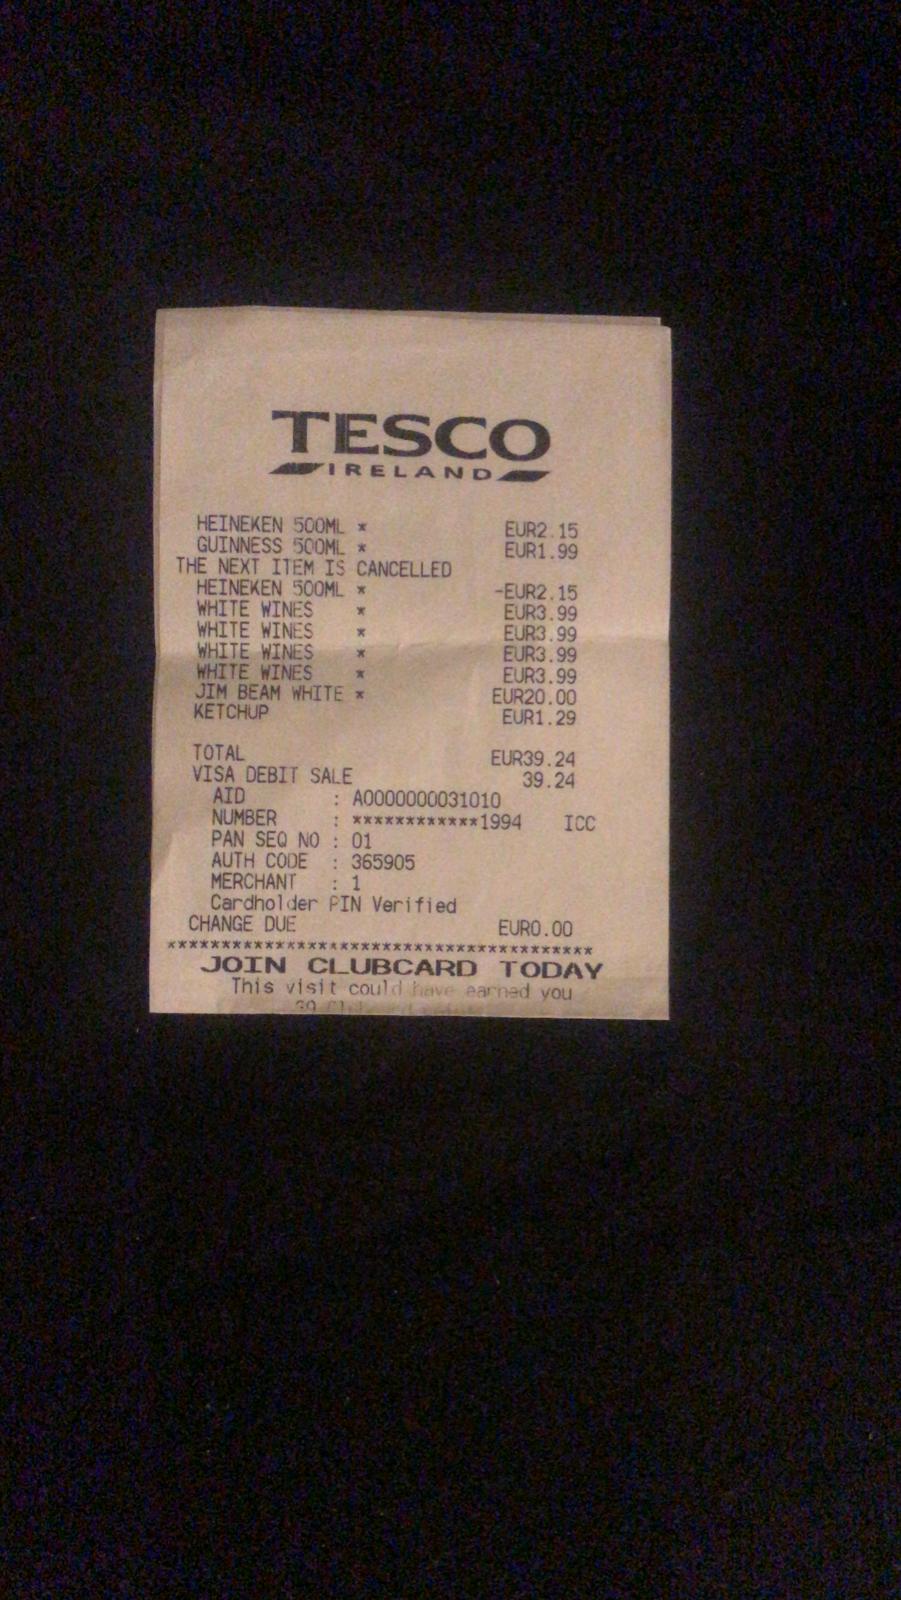 TESCO
IRELAND
HEINEKEN 500ML * EUR2.15
GUINNESS 500ML * EUR1.99
THE NEXT ITEM IS CANCELLED
HEINEKEN 500ML * -EUR2.15
WHITE WINES * EUR3.99
WHITE WINES * EUR3.99
WHITE WINES * EUR3.99
WHITE WINES * EUR3.99
JIM BEAM WHITE * EUR20.00
KETCHUP EUR1.29
TOTAL EUR39.24
VISA DEBIT SALE 39.24
AID : A0000000031010
NUMBER : ************1994 ICC
PAN SEQ NO : 01
AUTH CODE : 365905
MERCHANT : 1
Cardholder PIN Verified
CHANGE DUE EUR0.00
****************************************
JOIN CLUBCARD TODAY
This visit could have earned you
39